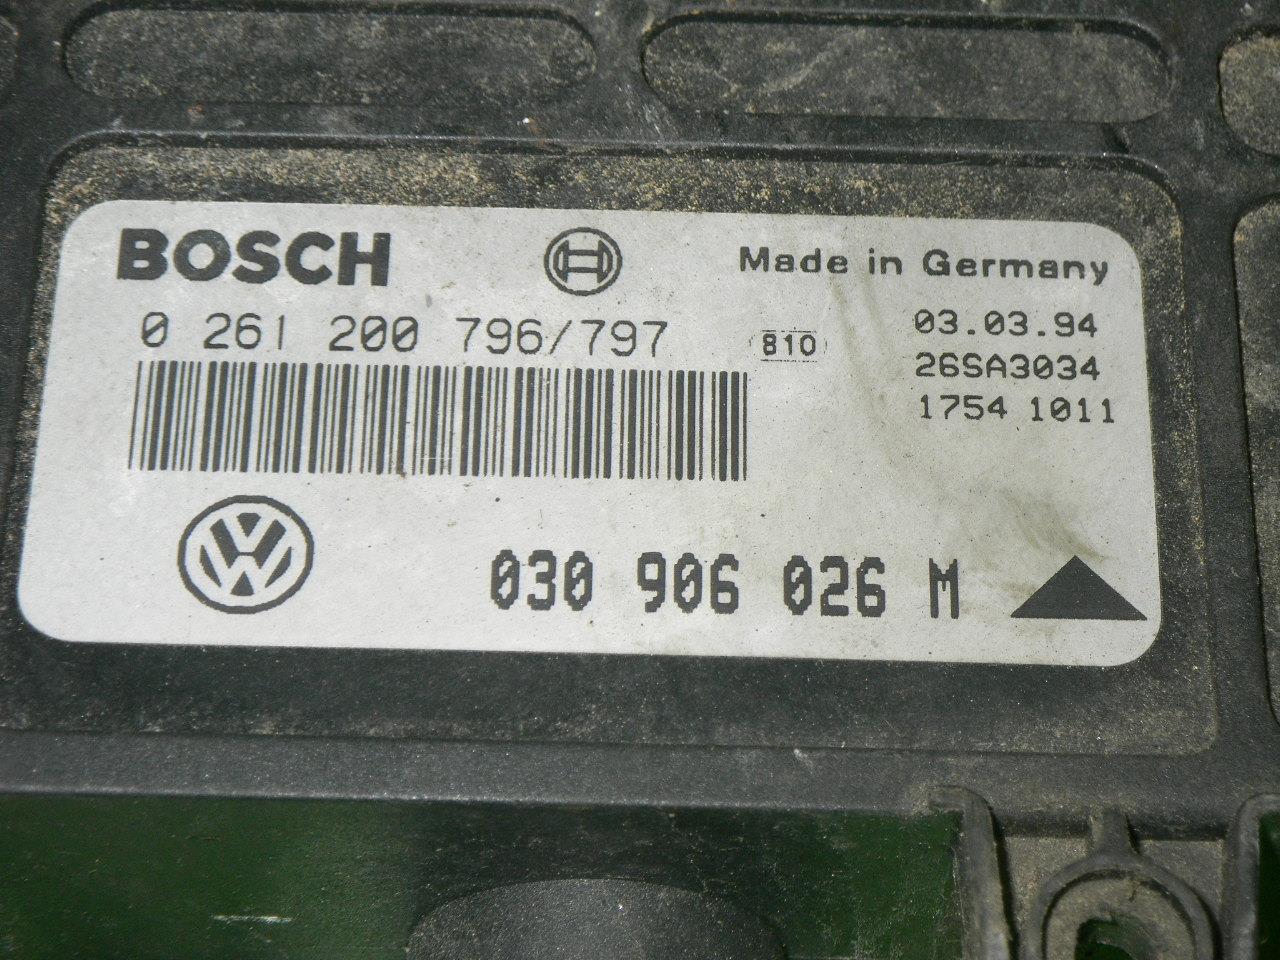 BOSCH
Made in Germany
0 261 200 796/797
810
03.03.94
26SA3034
1754 1011
030 906 026 M